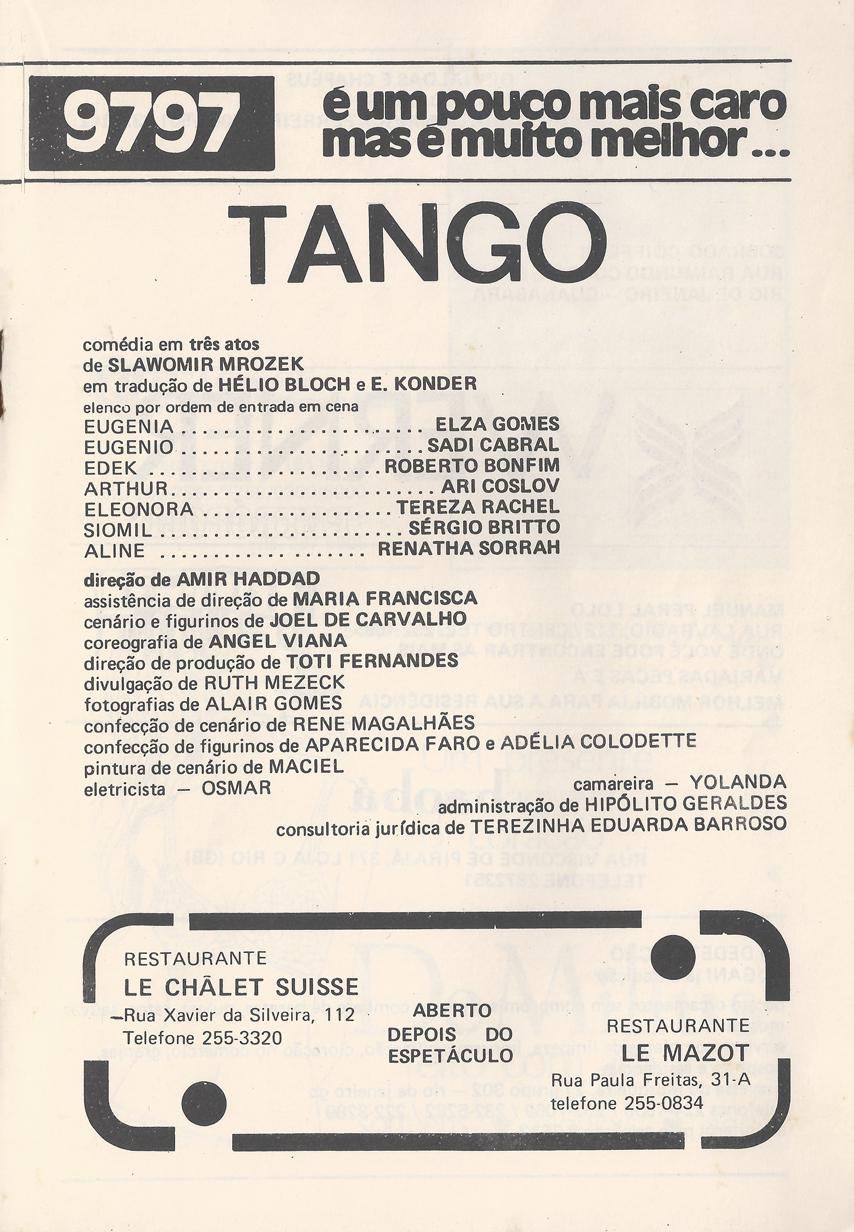 9797
é um pouco mais caro
mas é muito melhor...
TANGO
comédia em três atos
de SLAWOMIR MROZEK
em tradução de HÉLIO BLOCH e E. KONDER
elenco por ordem de entrada em cena
EUGENIA ........................ ELZA GOMES
EUGENIO ........................ SADI CABRAL
EDEK ........................ ROBERTO BONFIM
ARTHUR........................ ARI COSLOV
ELEONORA ........................ TEREZA RACHEL
SIOMIL ........................ SÉRGIO BRITTO
ALINE ........................ RENATHA SORRAH
direção de AMIR HADDAD
assistência de direção de MARIA FRANCISCA
cenário e figurinos de JOEL DE CARVALHO
coreografia de ANGEL VIANA
direção de produção de TOTI FERNANDES
divulgação de RUTH MEZECK
fotografias de ALAIR GOMES
confecção de cenário de RENE MAGALHÃES
confecção de figurinos de APARECIDA FARO e ADÉLIA COLODETTE
pintura de cenário de MACIEL
eletricista — OSMAR
camareira — YOLANDA
administração de HIPÓLITO GERALDES
consultoria jurídica de TEREZINHA EDUARDA BARROSO
RESTAURANTE
LE CHÂLET SUISSE
Rua Xavier da Silveira, 112
Telefone 255-3320
ABERTO
DEPOIS DO
ESPETÁCULO
RESTAURANTE
LE MAZOT
Rua Paula Freitas, 31-A
telefone 255-0834